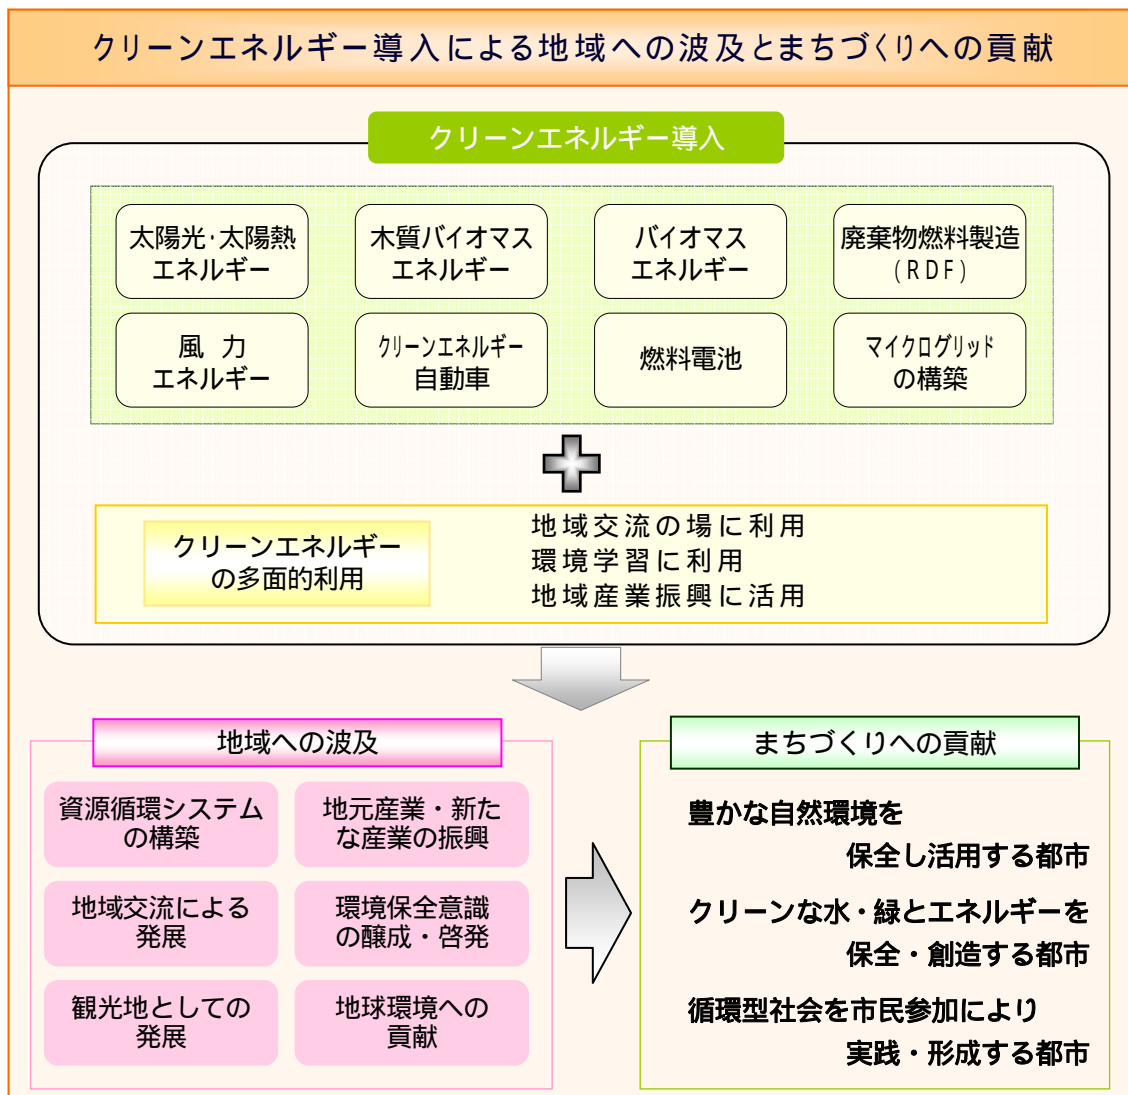 クリーンエネルギー導入による地域への波及とまちづくりへの貢献
クリーンエネルギー導入
太陽光・太陽熱
エネルギー
木質バイオマス
エネルギー
バイオマス
エネルギー
廃棄物燃料製造
(RDF)
風 力
エネルギー
クリーンエネルギー
自動車
燃料電池
マイクログリッド
の構築
クリーンエネルギー
の多面的利用
地域交流の場に利用
環境学習に利用
地域産業振興に活用
地域への波及
資源循環システム
の構築
地元産業・新た
な産業の振興
地域交流による
発展
環境保全意識
の醸成・啓発
観光地としての
発展
地球環境への
貢献
まちづくりへの貢献
豊かな自然環境を
保全し活用する都市
クリーンな水・緑とエネルギーを
保全・創造する都市
循環型社会を市民参加により
実践・形成する都市